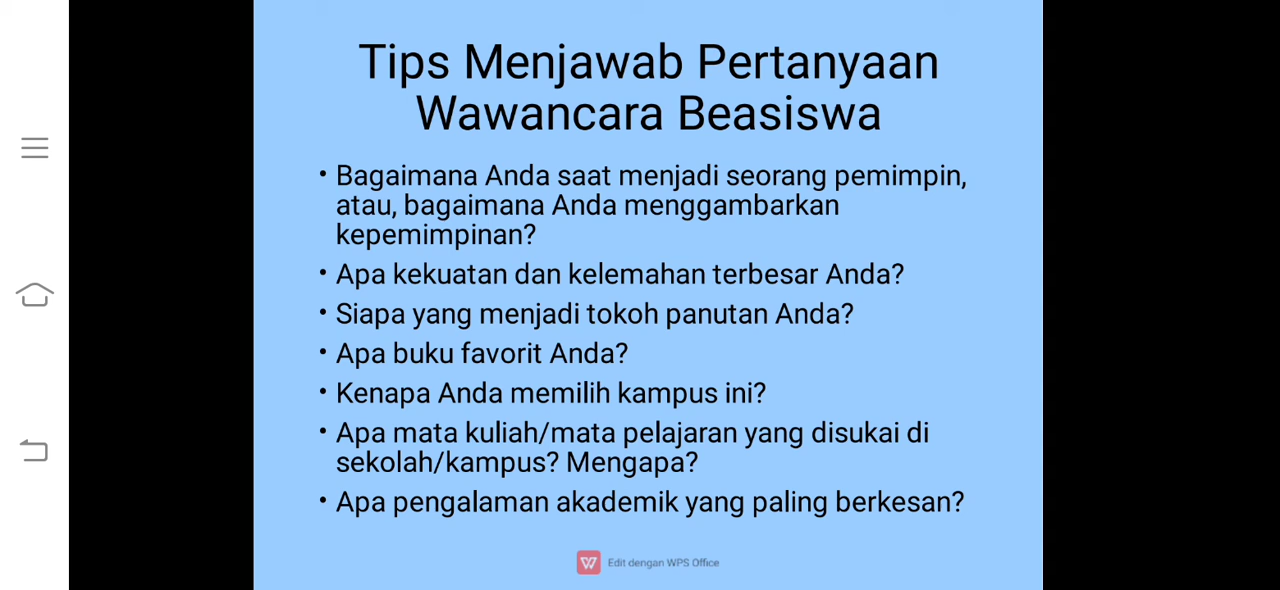 Tips Menjawab Pertanyaan
Wawancara Beasiswa
• Bagaimana Anda saat menjadi seorang pemimpin,
atau, bagaimana Anda menggambarkan
kepemimpinan?
• Apa kekuatan dan kelemahan terbesar Anda?
• Siapa yang menjadi tokoh panutan Anda?
• Apa buku favorit Anda?
• Kenapa Anda memilih kampus ini?
• Apa mata kuliah/mata pelajaran yang disukai di
sekolah/kampus? Mengapa?
• Apa pengalaman akademik yang paling berkesan?
Edit dengan WPS Office